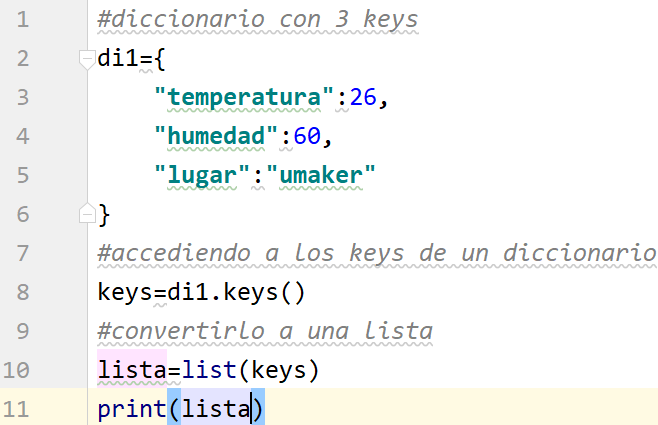 1 #diccionario con 3 keys
2 di1={
3 "temperatura":26,
4 "humedad":60,
5 "lugar":"umaker"
6 }
7 #accediendo a los keys de un diccionario
8 keys=di1.keys()
9 #convertirlo a una lista
10 lista=list(keys)
11 print(lista)